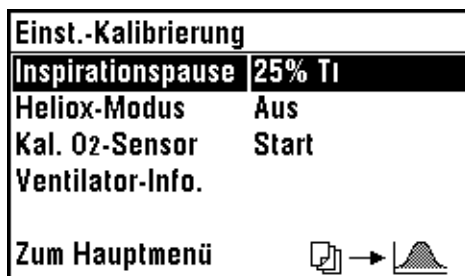 Einst.-Kalibrierung
Inspirationspause 25% TI
Heliox-Modus Aus
Kal. O2-Sensor Start
Ventilator-Info.
Zum Hauptmenü